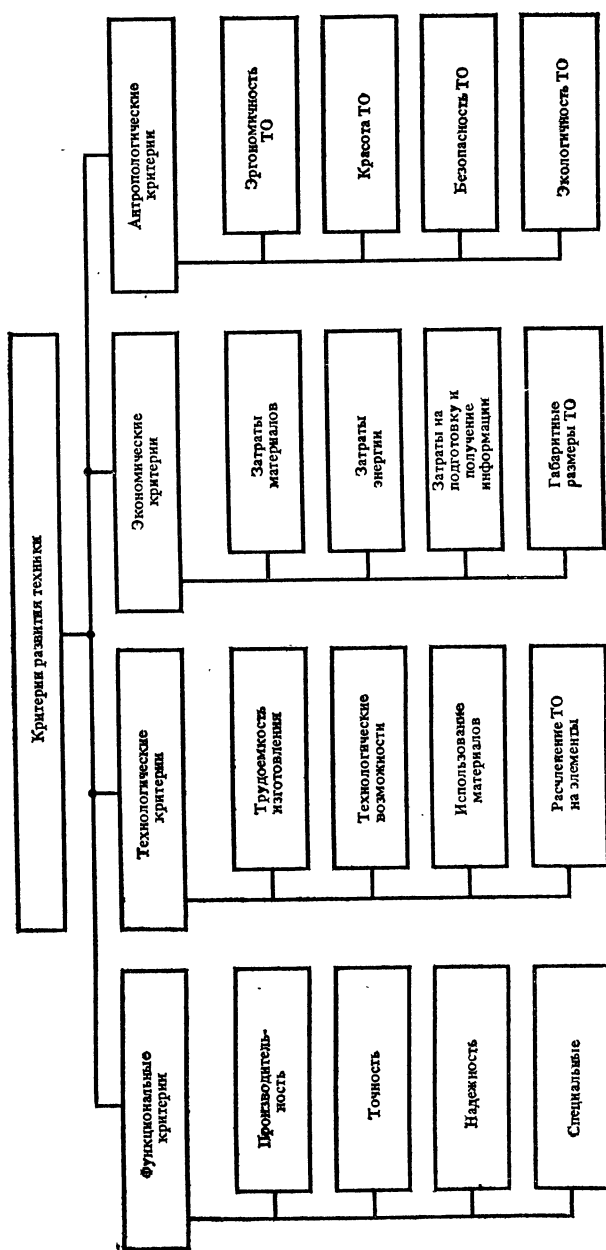 Критерии развития техники
Функциональные
критерии
Производитель-
ность
Точность
Надежность
Специальные
Технологические
критерии
Трудоемкость
изготовления
Технологические
возможности
Использование
материалов
Расчленение ТО
на элементы
Экономические
критерии
Затраты
материалов
Затраты
энергии
Затраты на
подготовку и
получение
информации
Габаритные
размеры ТО
Антропологические
критерии
Эргономичность
ТО
Красота ТО
Безопасность ТО
Экологичность ТО